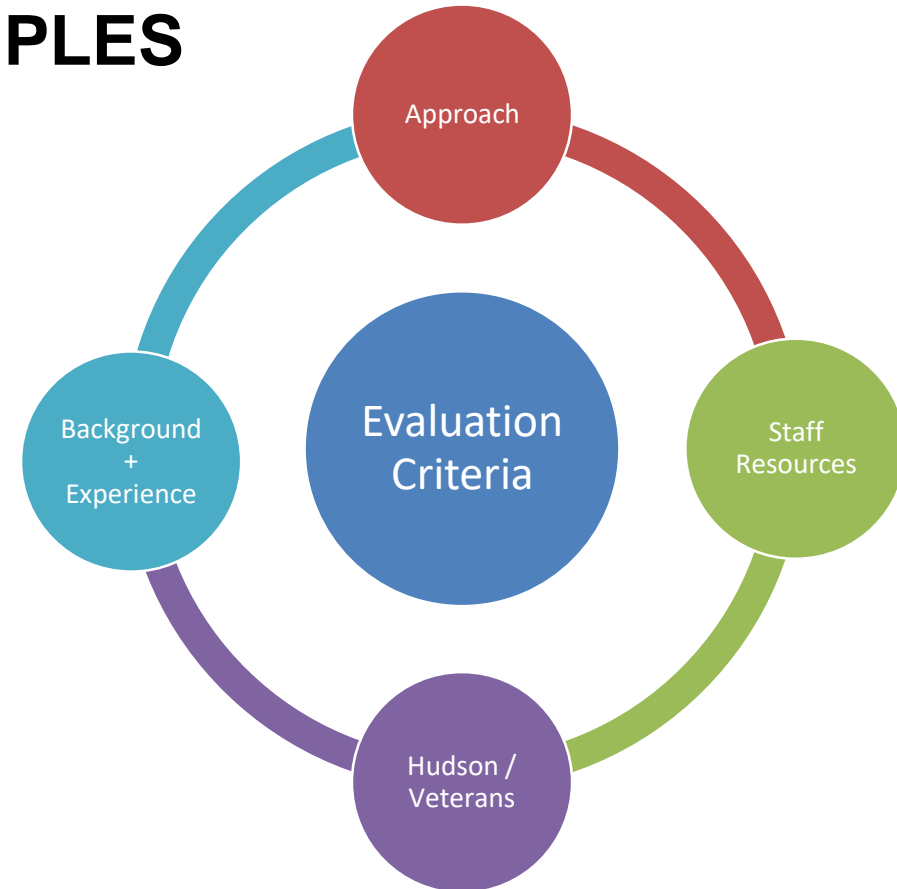 PLES
Approach
Evaluation
Criteria
Background
+
Experience
Staff
Resources
Hudson /
Veterans